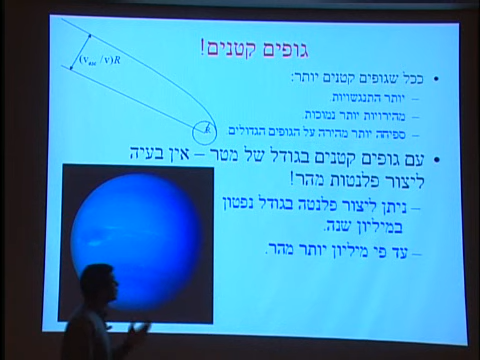 גופים קטנים!
(v_esc /v)R
R
• ככל שגופים קטנים יותר:
– יותר התנגשויות.
– מהירויות יותר נמוכות.
– ספיחה יותר מהירה על הגופים הגדולים.
• עם גופים קטנים בגודל של מטר – אין בעיה
ליצור פלנטות מהר!
– ניתן ליצור פלנטה בגודל נפטון
במיליון שנה.
– עד פי מיליון יותר מהר.